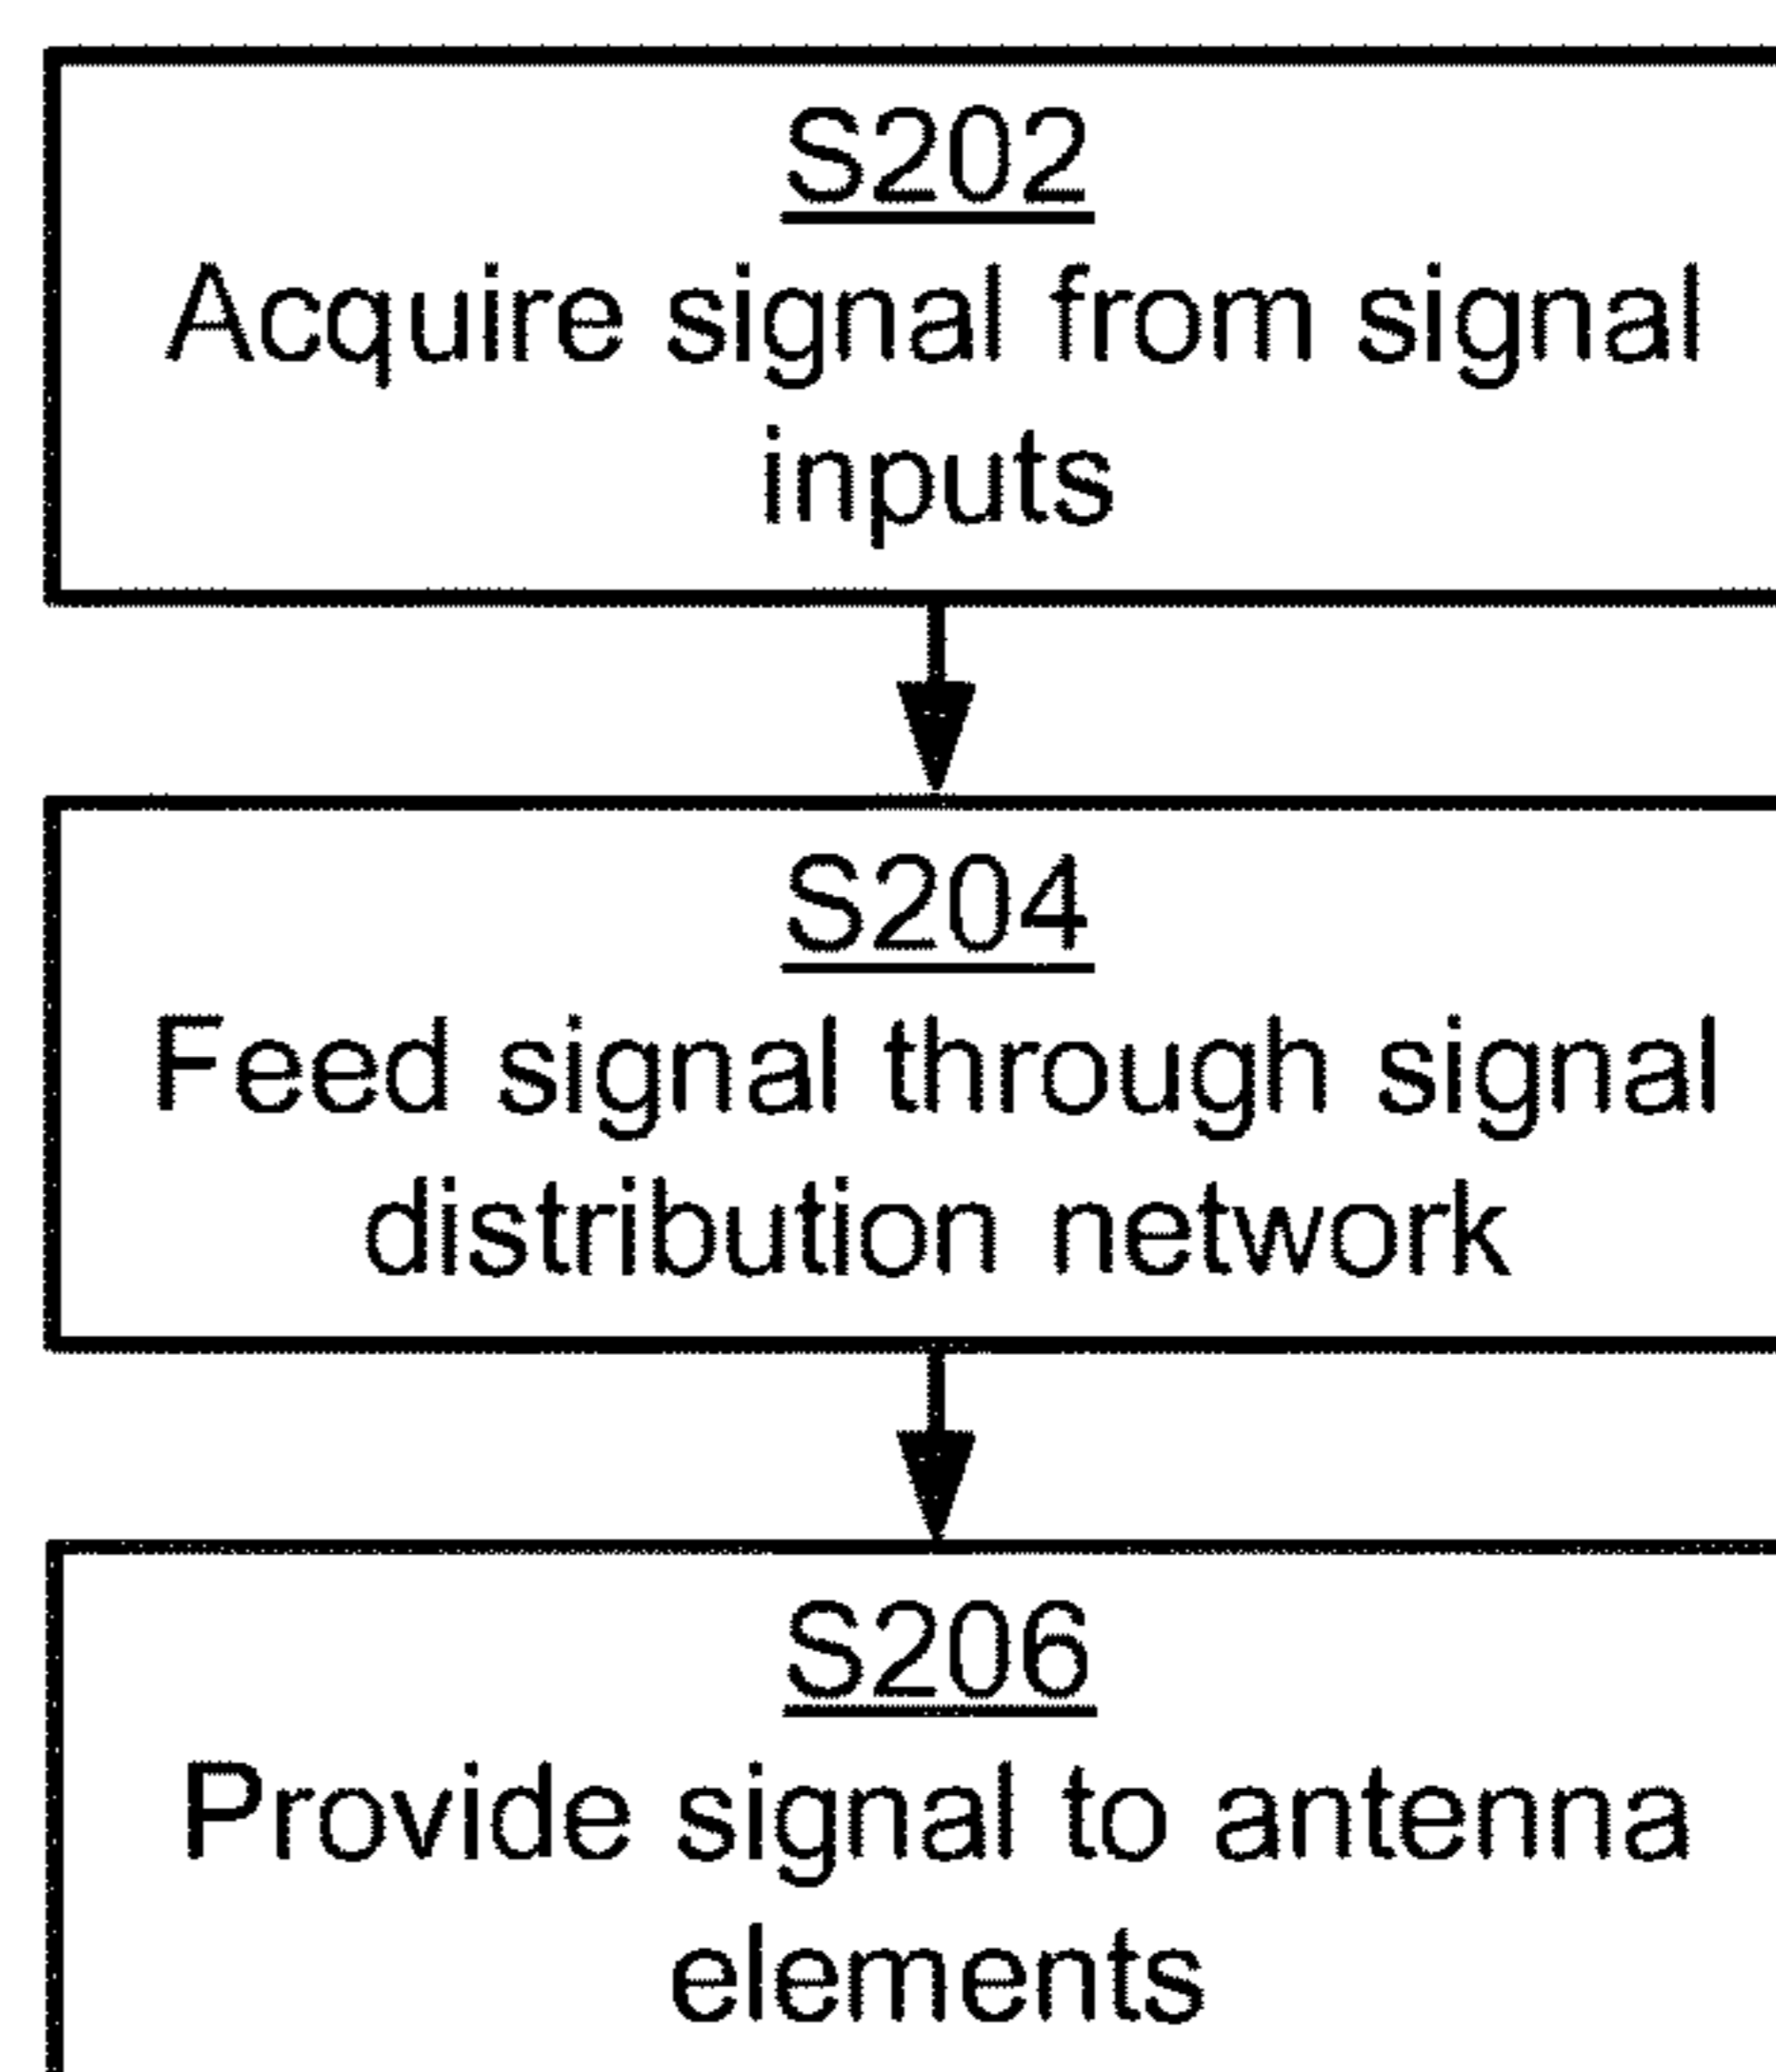 S202
Acquire signal from signal
inputs
S204
Feed signal through signal
distribution network
S206
Provide signal to antenna
elements